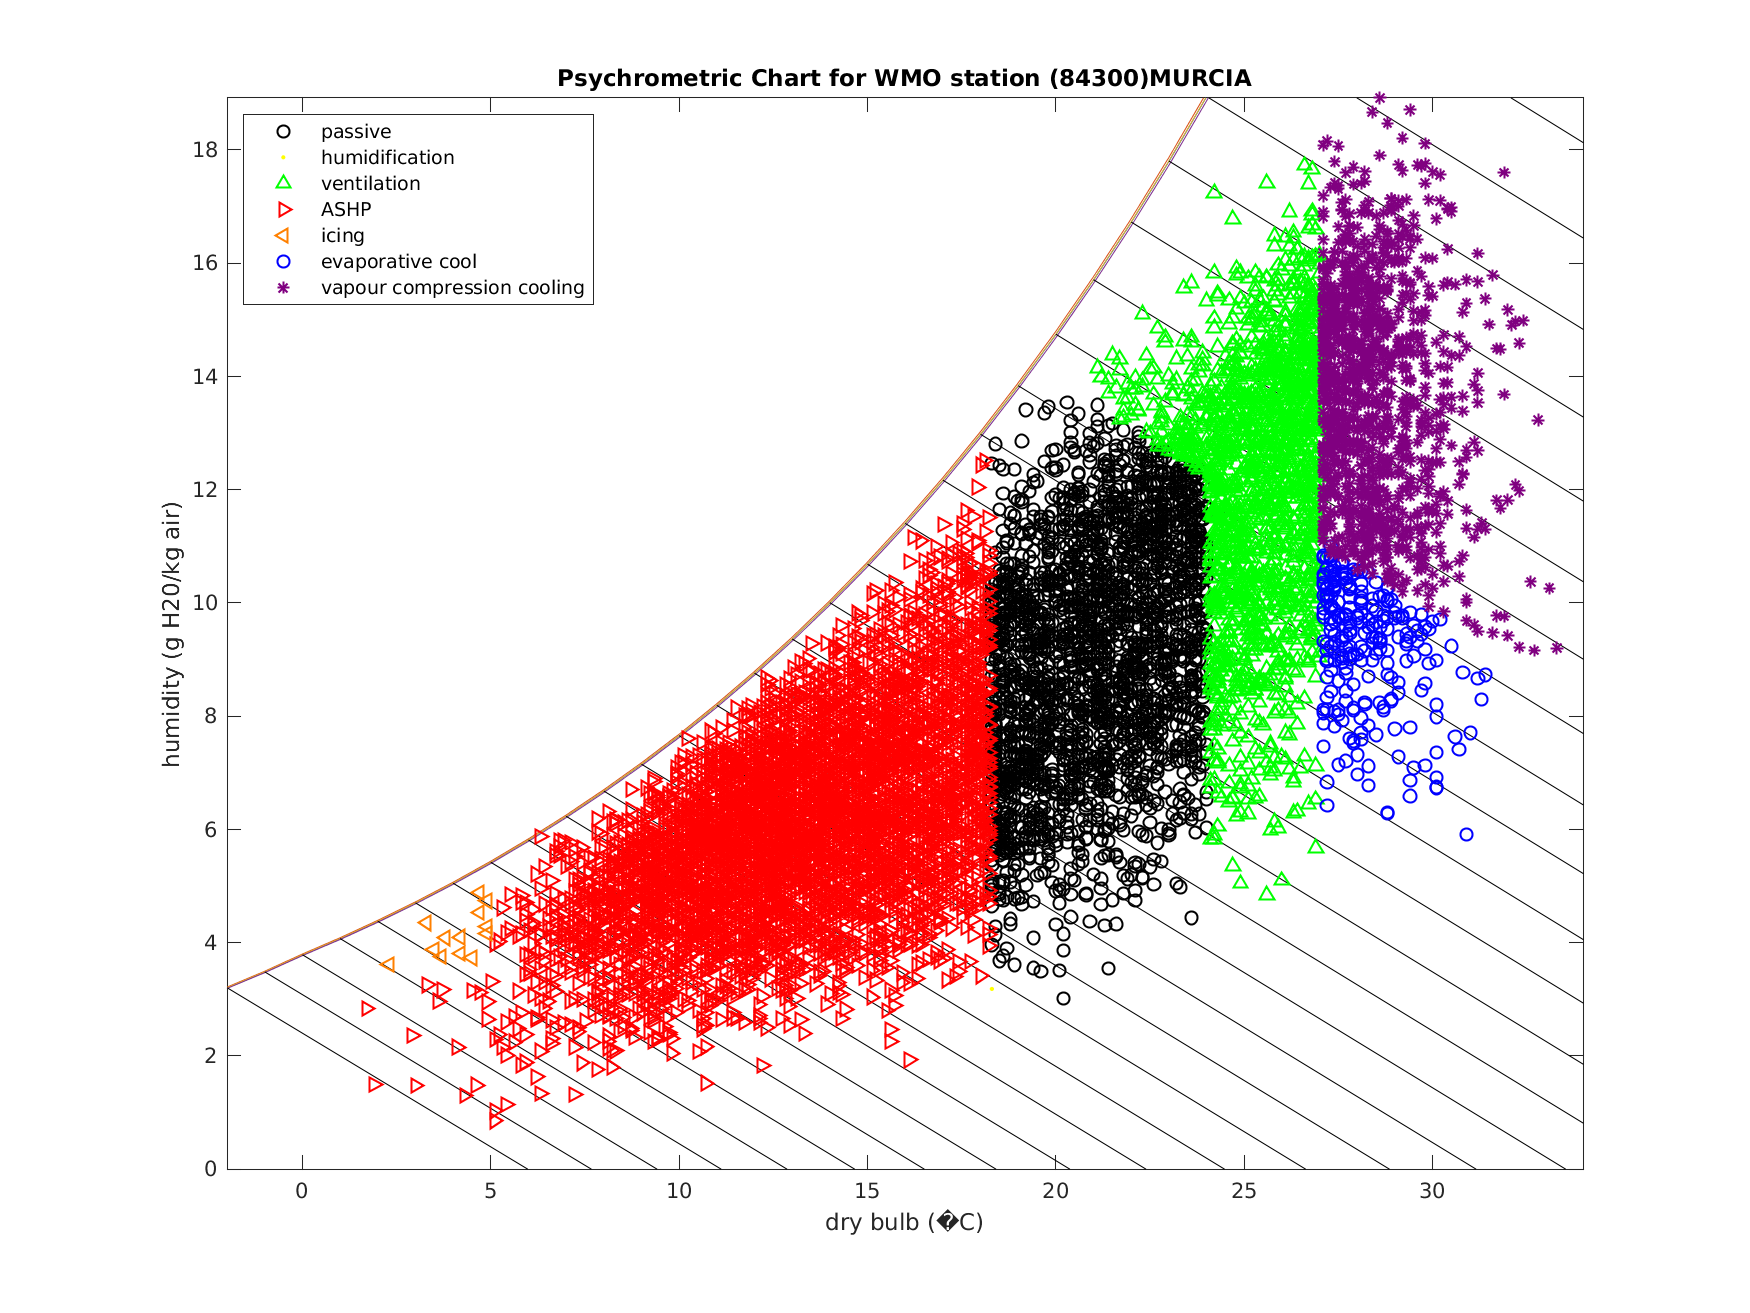 Psychrometric Chart for WMO station (84300)MURCIA
passive
humidification
ventilation
ASHP
icing
evaporative cool
vapour compression cooling
humidity (g H20/kg air)
18
16
14
12
10
8
6
4
2
0
0 5 10 15 20 25 30
dry bulb (�C)